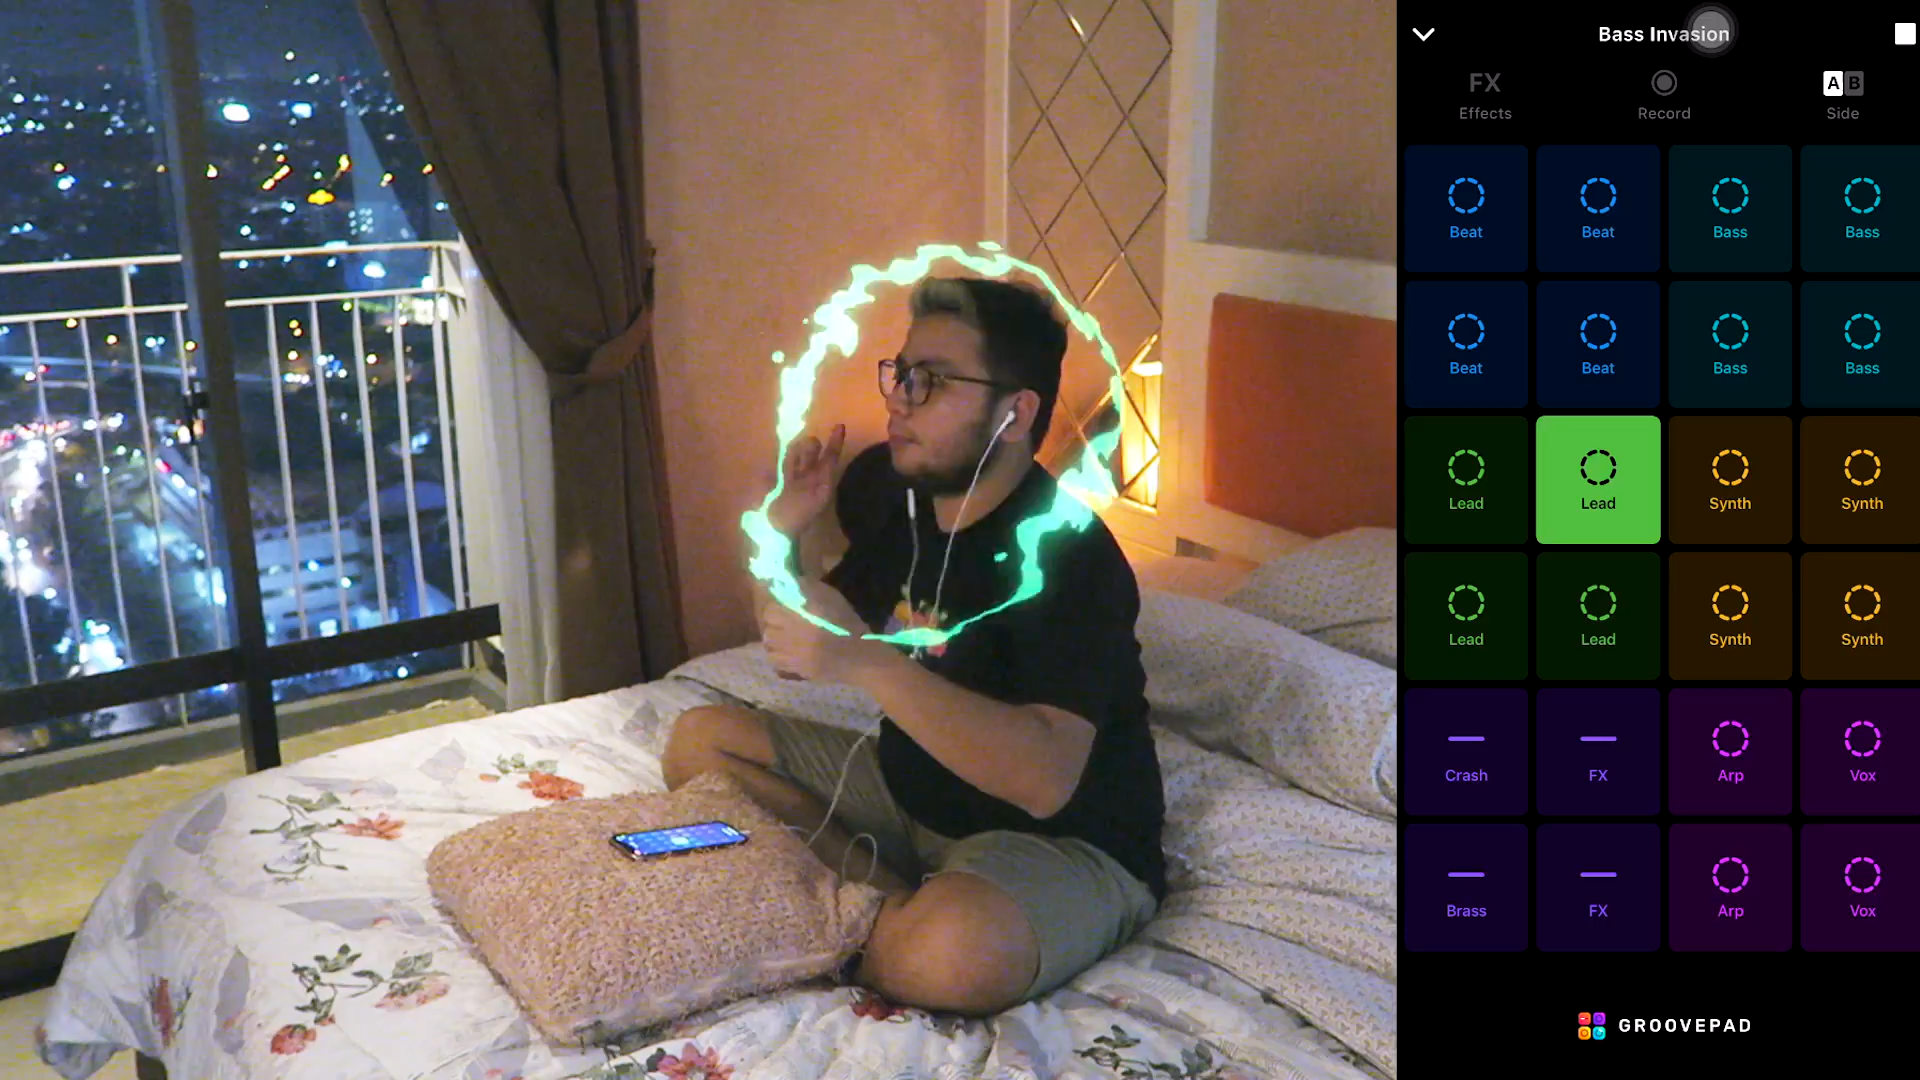 Bass Invasion
FX
A B
Effects
Record
Side
Beat
Beat
Bass
Bass
Beat
Beat
Bass
Bass
Lead
Lead
Synth
Synth
Lead
Lead
Synth
Synth
Crash
FX
Arp
Vox
Brass
FX
Arp
Vox
GROOVEPAD